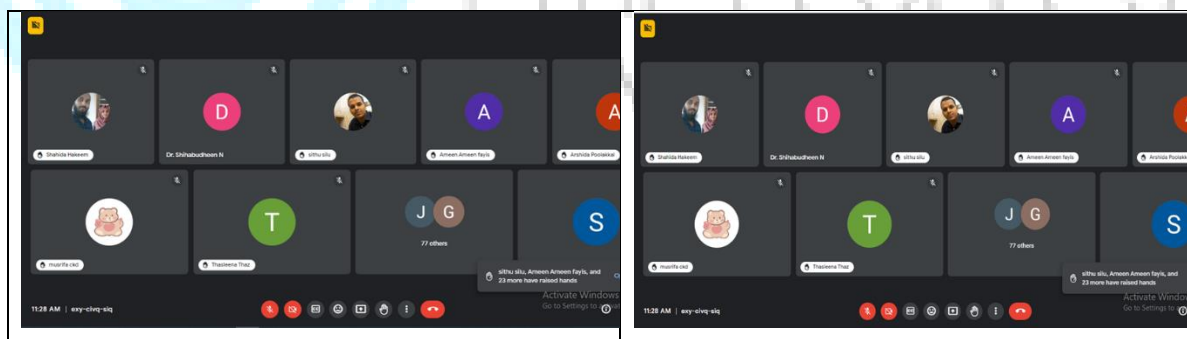 D
A
A
Shahida Hakeem
Dr. Shihabudheen N
sithu silu
Ameen Ameen fayis
Arshida Poolakkal
T
J G
S
77 others
musrifa ckd
Thasleena Thaz
sithu silu, Ameen Ameen fayis, and
23 more have raised hands
Activate Windows
Go to Settings to
11:28 AM | exy-civq-siq
D
A
Shahida Hakeem
Dr. Shihabudheen N
sithu silu
Ameen Ameen fayis
Arshida
T
J G
S
77 others
musrifa ckd
Thasleena Thaz
sithu silu, Ameen Ameen fayis, and
23 more have raised hands
Activate
Go to Settings to
11:28 AM | exy-civq-siq